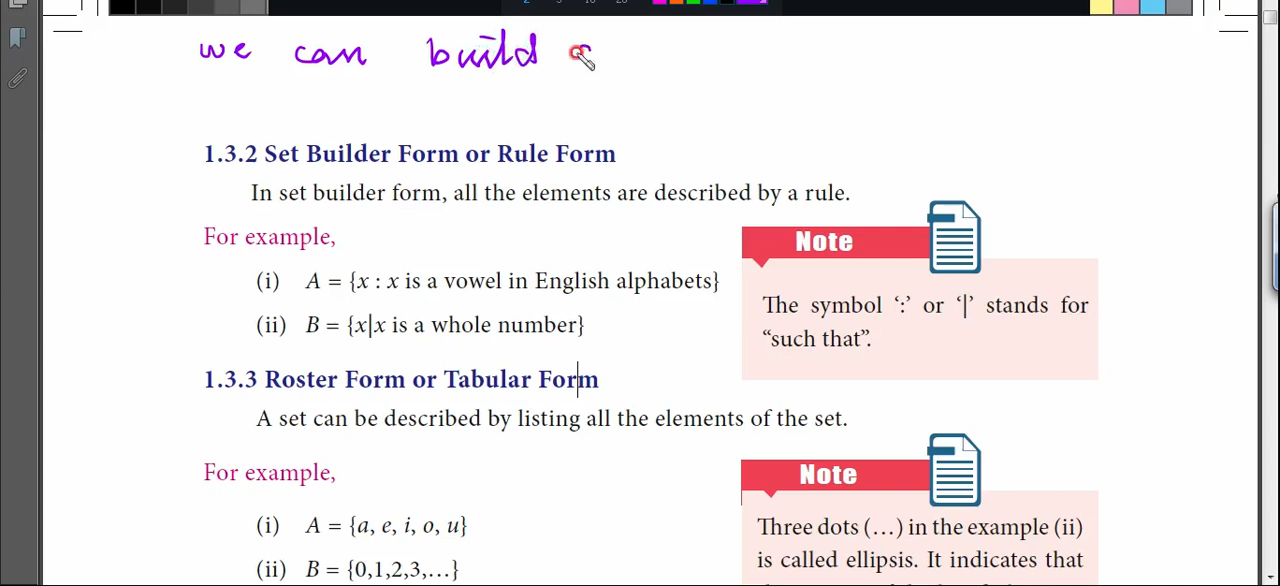 we can build
1.3.2 Set Builder Form or Rule Form
In set builder form, all the elements are described by a rule.
For example,
(i) A = {x : x is a vowel in English alphabets}
(ii) B = {x|x is a whole number}
Note
The symbol ‘:’ or ‘|’ stands for
“such that”.
1.3.3 Roster Form or Tabular Form
A set can be described by listing all the elements of the set.
For example,
(i) A = {a, e, i, o, u}
(ii) B = {0,1,2,3,…}
Note
Three dots (…) in the example (ii)
is called ellipsis. It indicates that